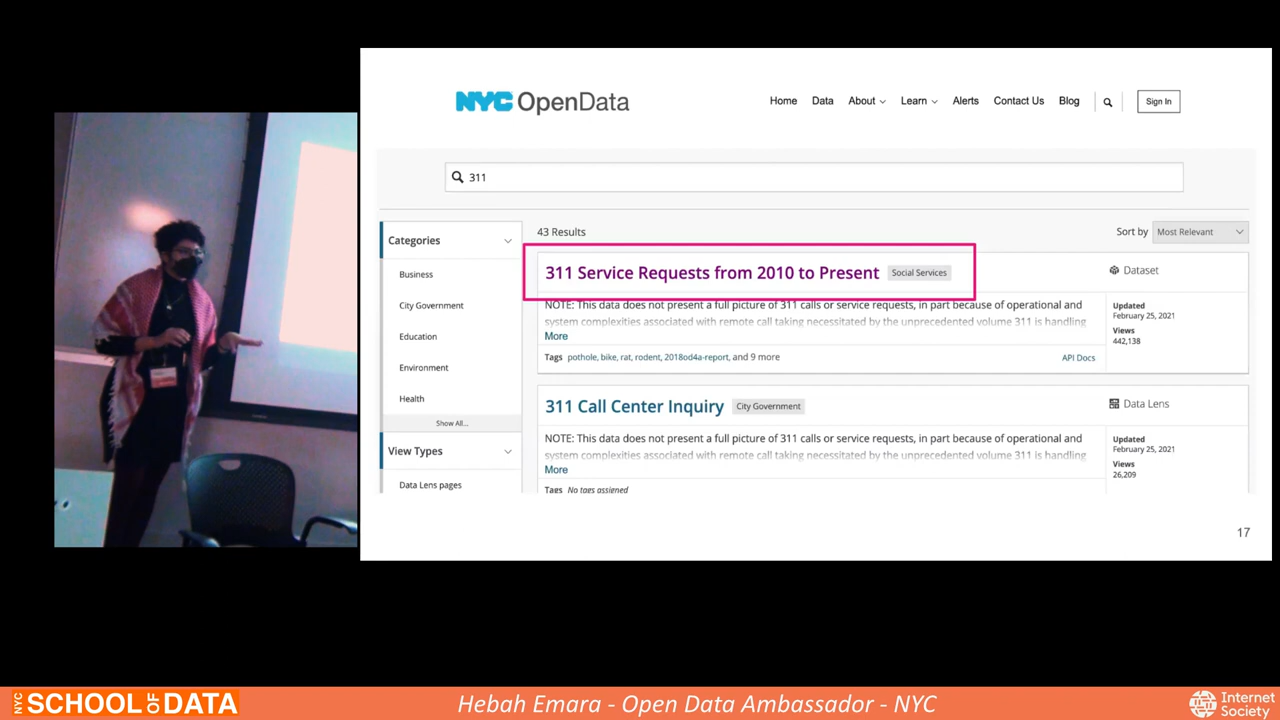 NYC OpenData
Home Data About Learn Alerts Contact Us Blog Sign In
311
Categories
Business
City Government
Education
Environment
Health
Show All...
View Types
Data Lens pages
43 Results
Sort by Most Relevant
311 Service Requests from 2010 to Present Social Services
Dataset
NOTE: This data does not present a full picture of 311 calls or service requests, in part because of operational and
system complexities associated with remote call taking necessitated by the unprecedented volume 311 is handling
More
Updated
February 25, 2021
Views
442,138
Tags pothole, bike, rat, rodent, 2018od4a-report, and 9 more
API Docs
311 Call Center Inquiry City Government
Data Lens
NOTE: This data does not present a full picture of 311 calls or service requests, in part because of operational and
system complexities associated with remote call taking necessitated by the unprecedented volume 311 is handling
More
Updated
February 25, 2021
Views
26,209
Tags No tags assigned
17
NYC SCHOOL OF DATA
Hebah Emara - Open Data Ambassador - NYC
Internet
Society